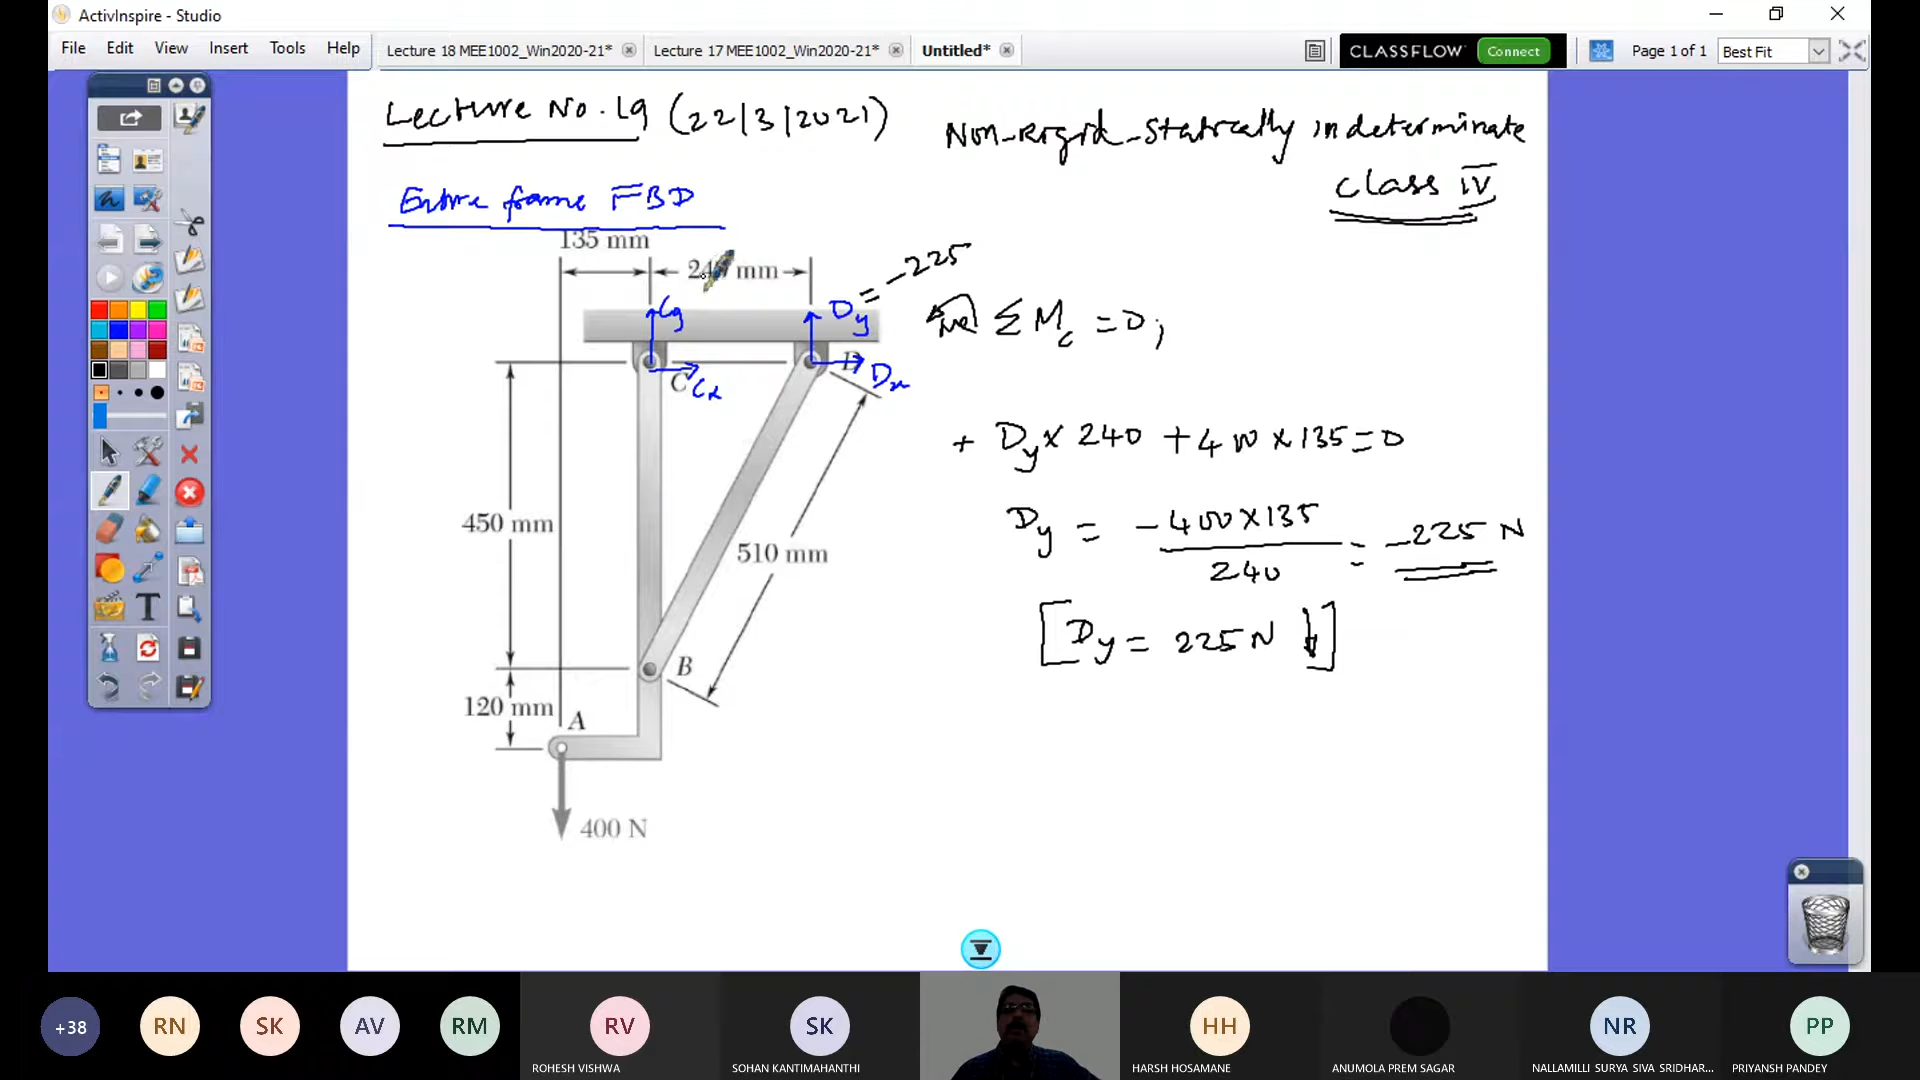 ActivInspire - Studio
File Edit View Insert Tools Help
Lecture 18 MEE1002_Win2020-21* Lecture 17 MEE1002_Win2020-21* Untitled*
CLASSFLOW Connect Page 1 of 1 Best Fit
Lecture No. 19 (22/3/2021)
Non-rigid-statically indeterminate
class IV
Entire frame FBD
135 mm
mm
Cy
Dy = -225
+ve ΣMc = 0;
C Cx
D Dx
+ Dy x 240 + 400 x 135 = 0
450 mm
510 mm
Dy = -400 x 135 / 240 = -225 N
[Dy = 225 N ↓]
B
120 mm
A
400 N
+38 RN SK AV RM RV SK HH NR PP
ROHESH VISHWA SOHAN KANTIMAHANTHI HARSH HOSAMANE ANUMOLA PREM SAGAR NALLAMILLI SURYA SIVA SRIDHAR... PRIYANSH PANDEY